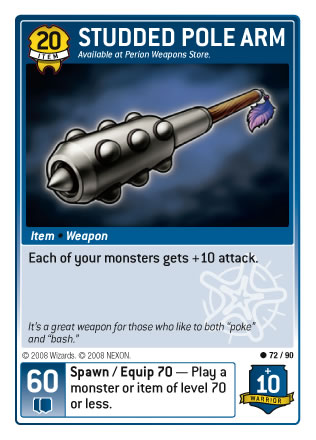 20
ITEM
STUDDED POLE ARM
Available at Perion Weapons Store.
Item • Weapon
Each of your monsters gets +10 attack.
It's a great weapon for those who like to both "poke"
and "bash."
© 2008 Wizards. © 2008 NEXON.
● 72 / 90
60
Spawn / Equip 70 — Play a
monster or item of level 70
or less.
+
10
WARRIOR